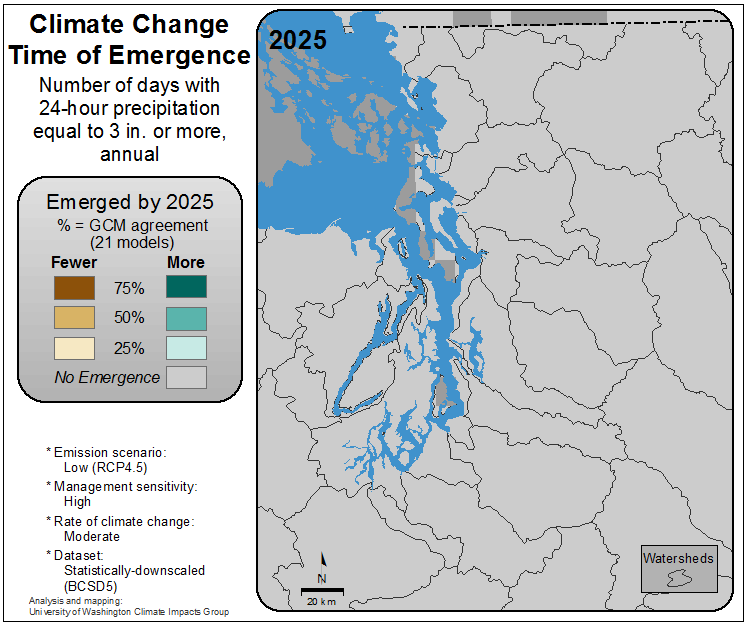 Climate Change
Time of Emergence
Number of days with
24-hour precipitation
equal to 3 in. or more,
annual
Emerged by 2025
% = GCM agreement
(21 models)
Fewer More
75%
50%
25%
No Emergence
* Emission scenario:
Low (RCP4.5)
* Management sensitivity:
High
* Rate of climate change:
Moderate
* Dataset:
Statistically-downscaled
(BCSD5)
Analysis and mapping:
University of Washington Climate Impacts Group
2025
N
20 km
Watersheds